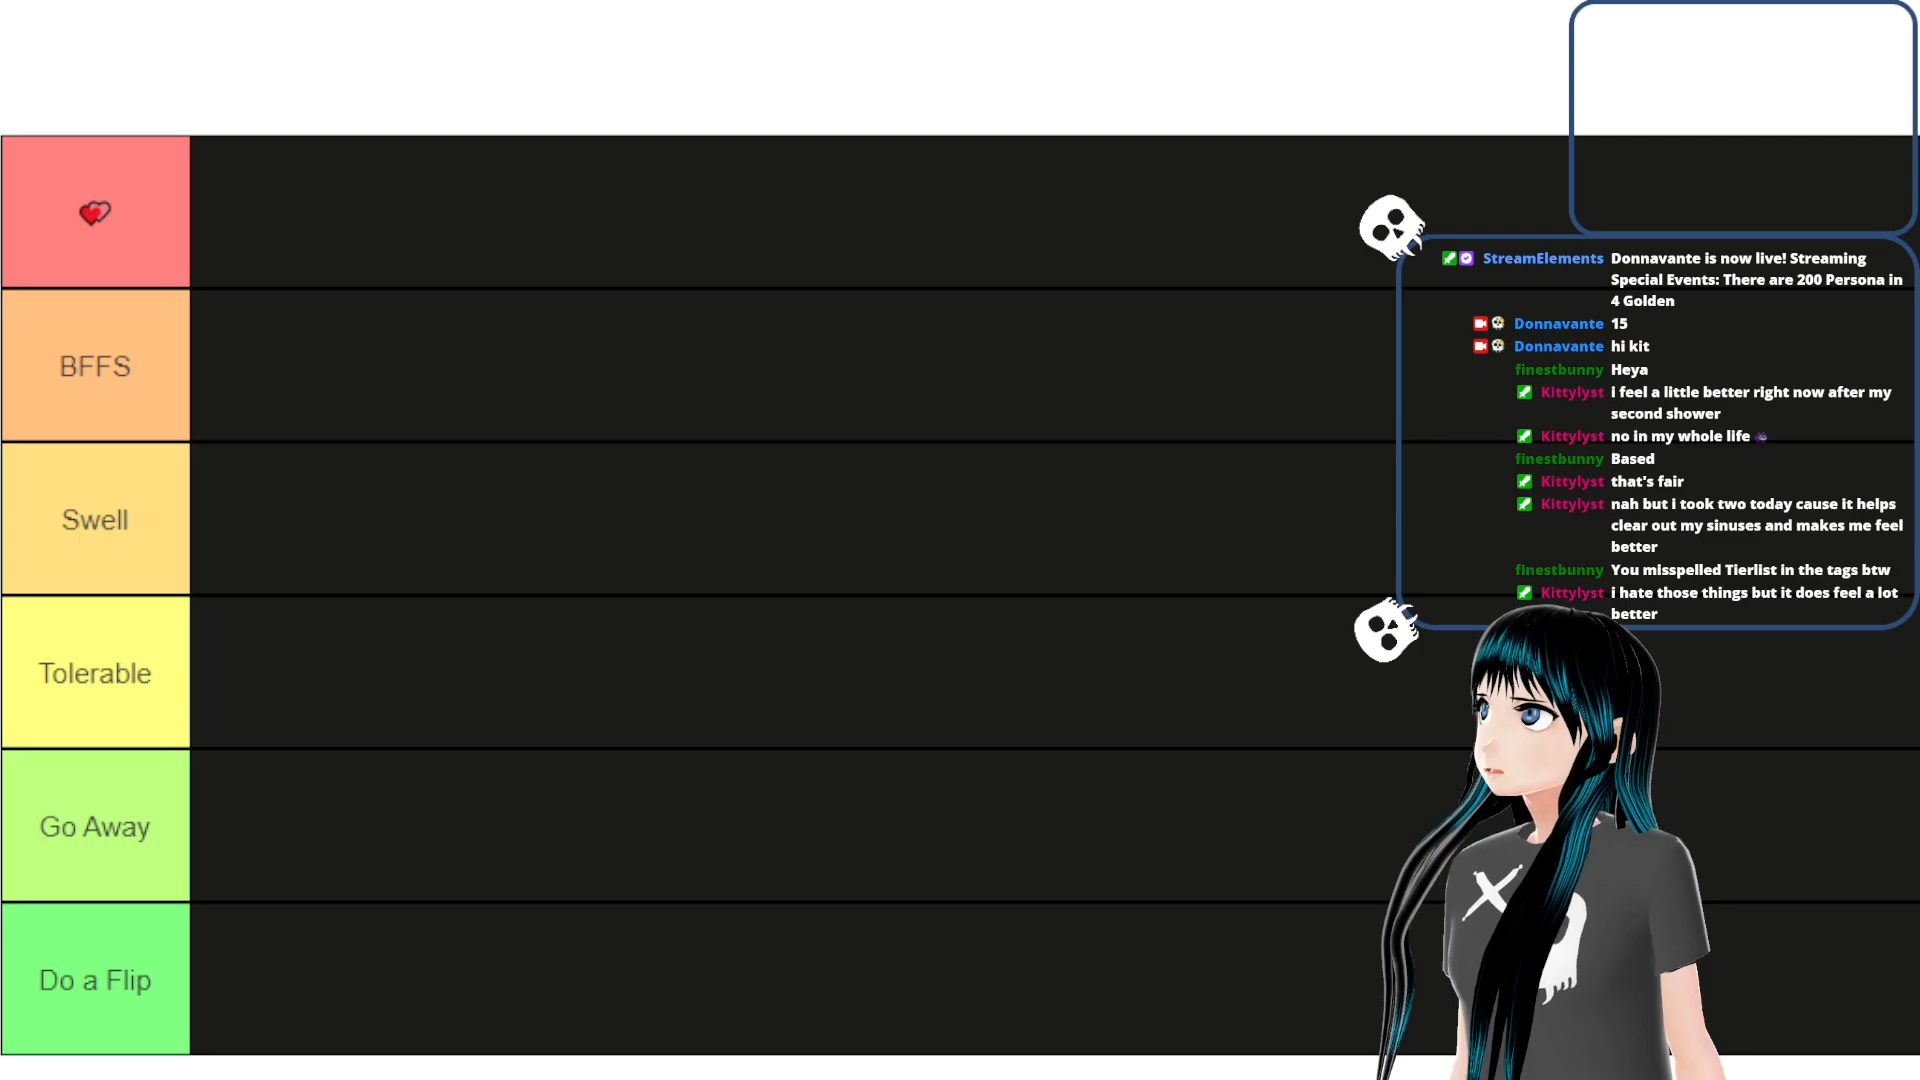 BFFS
Swell
Tolerable
Go Away
Do a Flip
StreamElements Donnavante is now live! Streaming
Special Events: There are 200 Persona in
4 Golden
Donnavante 15
Donnavante hi kit
finestbunny Heya
Kittylyst i feel a little better right now after my
second shower
Kittylyst no in my whole life
finestbunny Based
Kittylyst that's fair
Kittylyst nah but i took two today cause it helps
clear out my sinuses and makes me feel
better
finestbunny You misspelled Tierlist in the tags btw
Kittylyst i hate those things but it does feel a lot
better